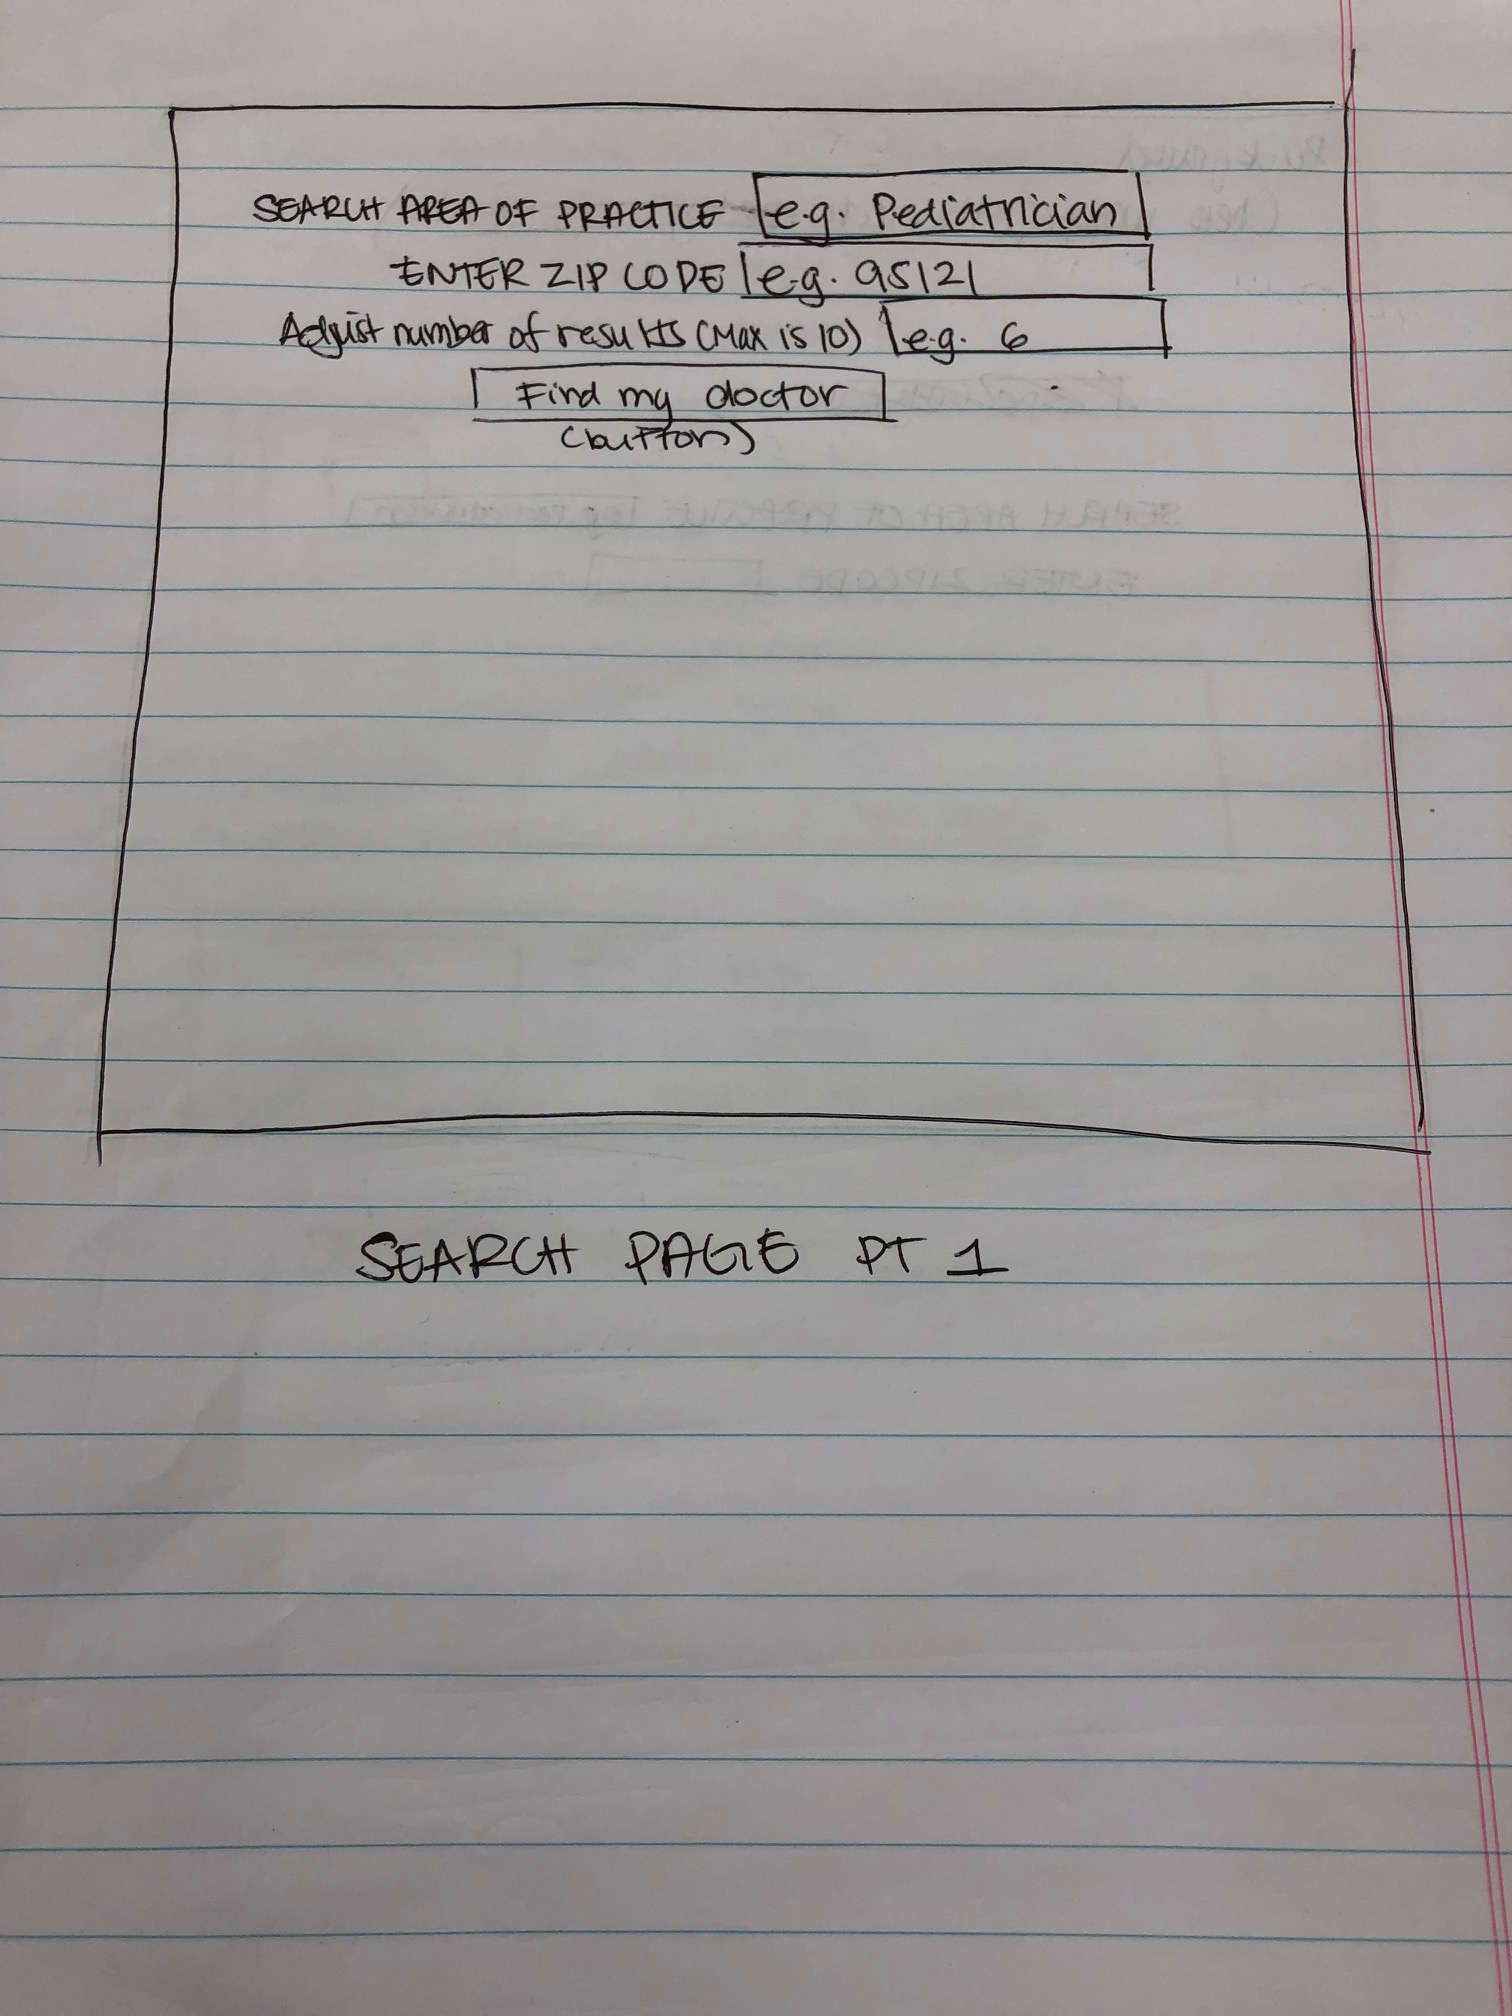 SEARCH AREA OF PRACTICE e.g. Pediatrician
ENTER ZIP CODE e.g. 95121
Adjust number of results (Max is 10) e.g. 6
Find my doctor
(button)
SEARCH PAGE PT 1